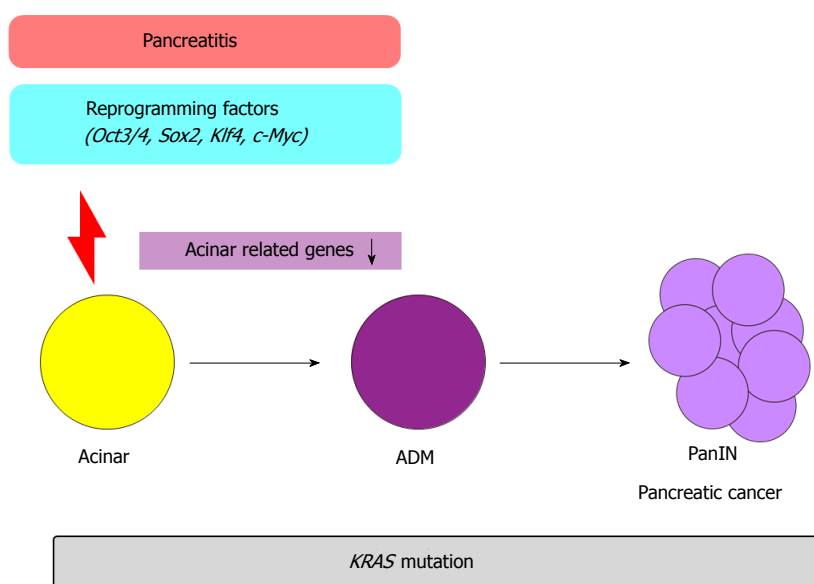 Pancreatitis
Reprogramming factors
(Oct3/4, Sox2, Klf4, c-Myc)
Acinar related genes ↓
Acinar
ADM
PanIN
Pancreatic cancer
KRAS mutation